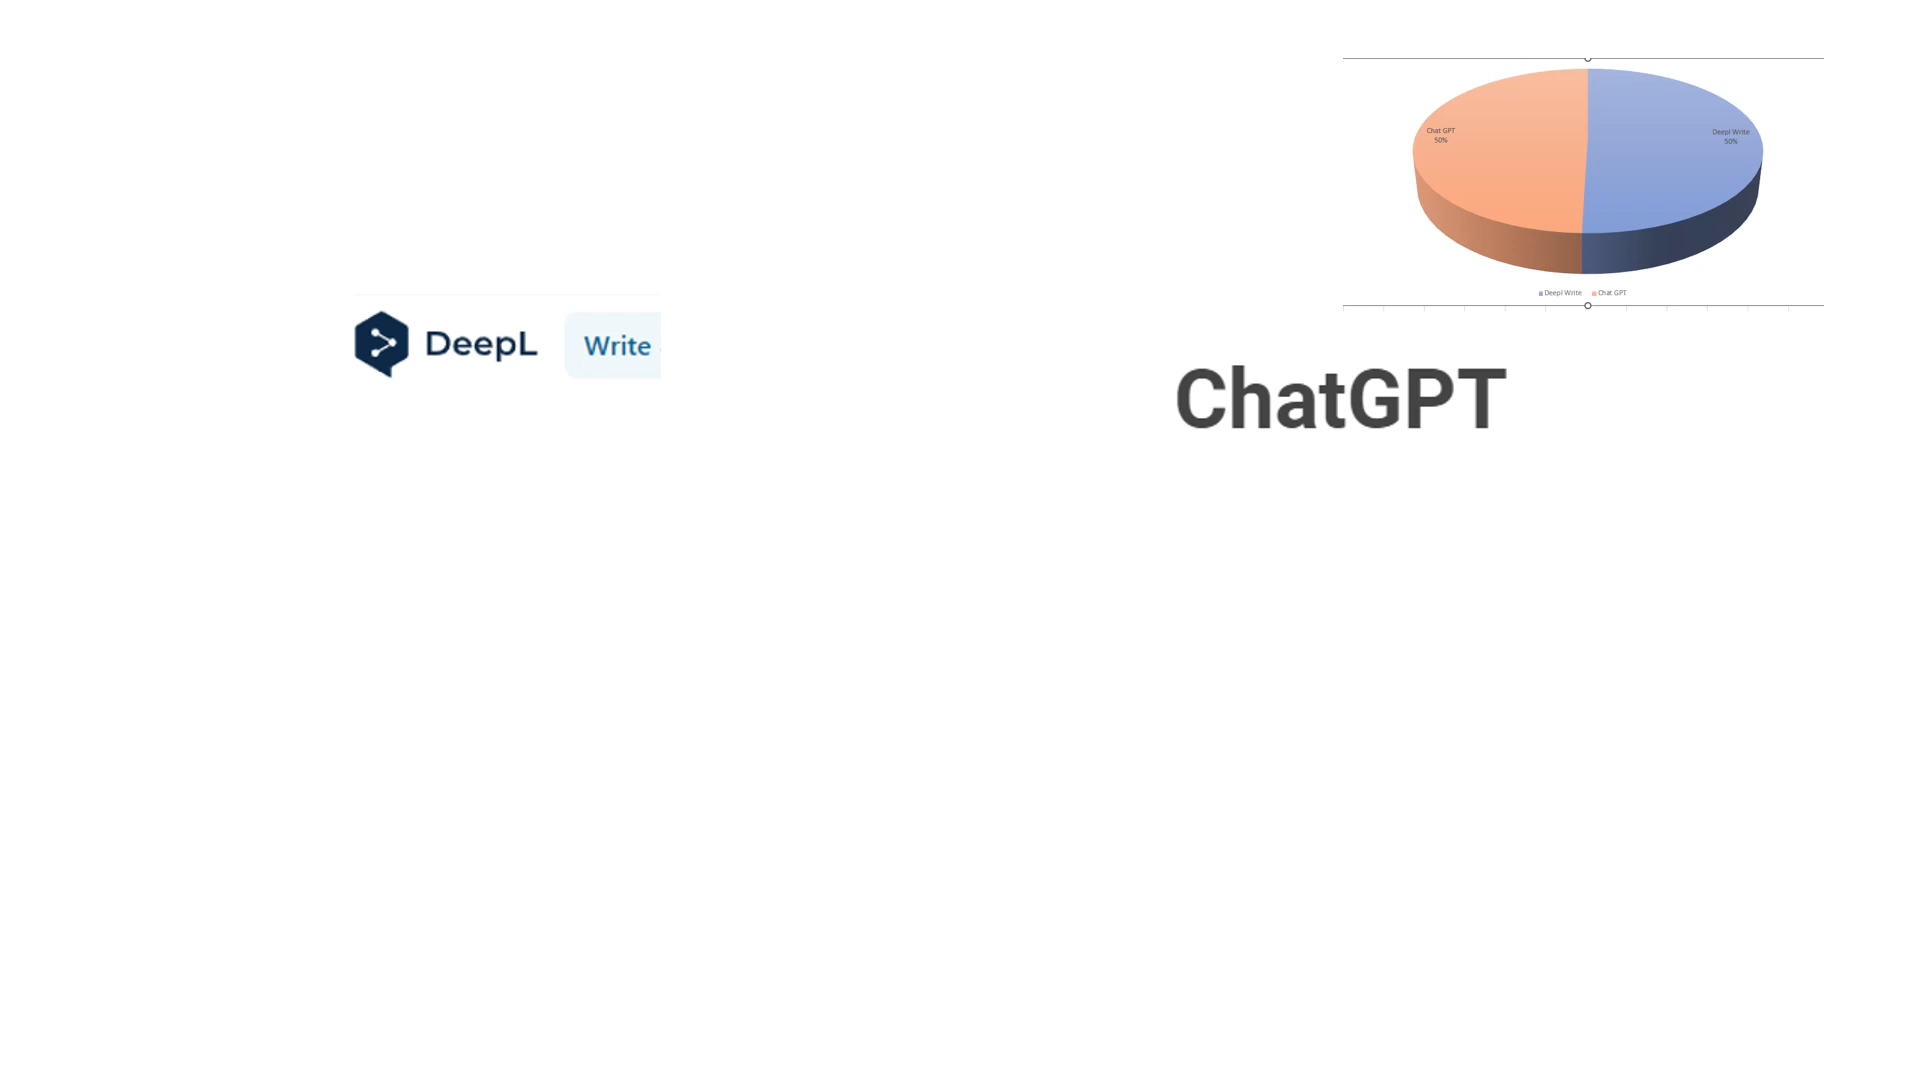 Chat GPT
50%
Deepl Write
50%
Deepl Write Chat GPT
DeepL Write
ChatGPT